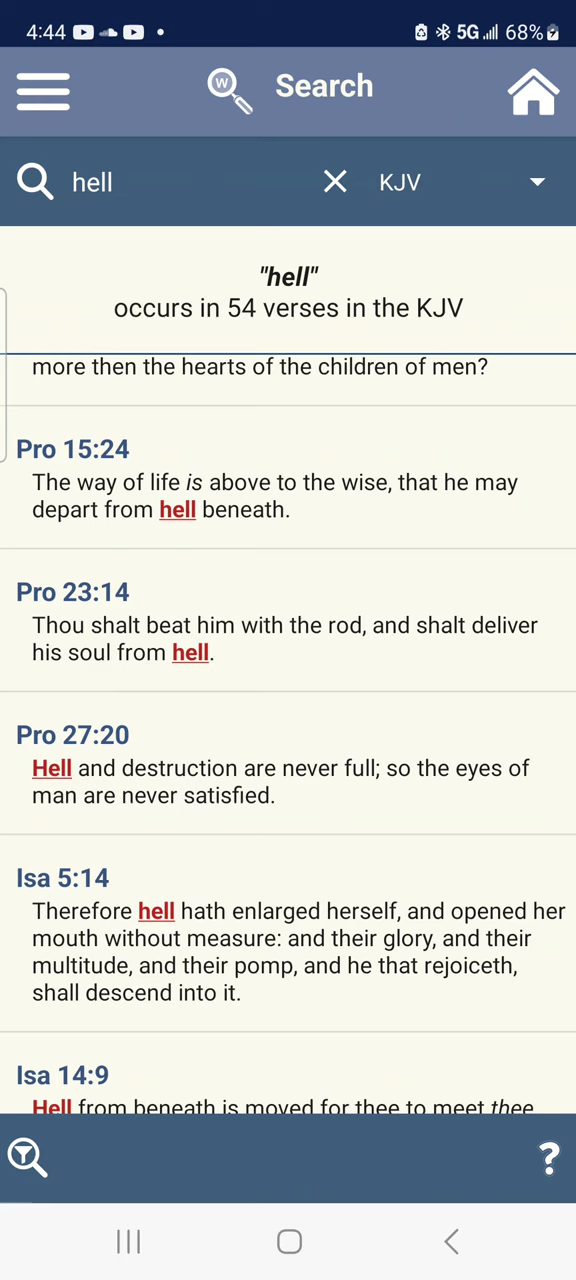 4:44 5G 68%
W Search
hell KJV
"hell"
occurs in 54 verses in the KJV
more then the hearts of the children of men?
Pro 15:24
The way of life is above to the wise, that he may
depart from hell beneath.
Pro 23:14
Thou shalt beat him with the rod, and shalt deliver
his soul from hell.
Pro 27:20
Hell and destruction are never full; so the eyes of
man are never satisfied.
Isa 5:14
Therefore hell hath enlarged herself, and opened her
mouth without measure: and their glory, and their
multitude, and their pomp, and he that rejoiceth,
shall descend into it.
Isa 14:9
Hell from beneath is moved for thee to meet thee
?